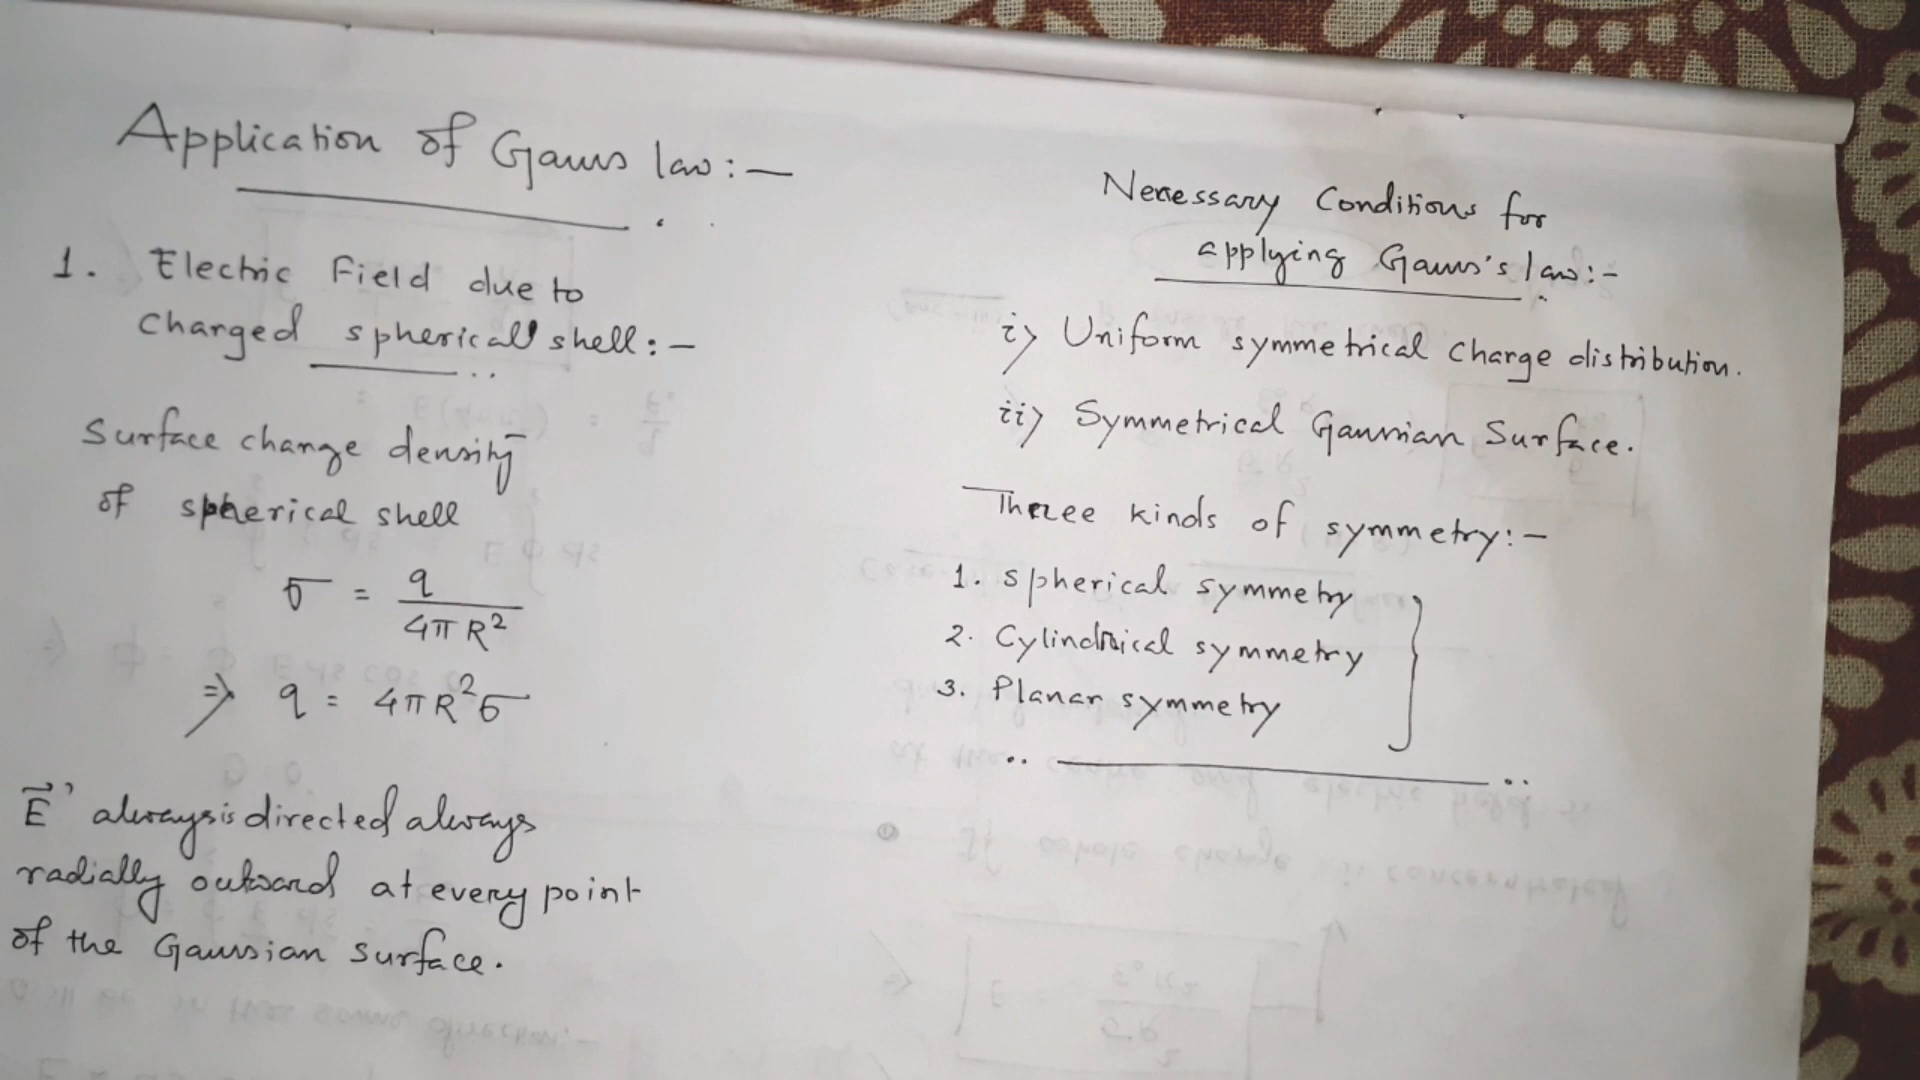 Application of Gauss law:-
1. Electric Field due to
charged spherical shell:-
Surface charge density
of spherical shell
σ = q / 4πR²
⇒ q = 4πR²σ
E⃗ always is directed always
radially outward at every point
of the Gaussian surface.
Necessary Conditions for
applying Gauss's law:-
i) Uniform symmetrical charge distribution.
ii) Symmetrical Gaussian Surface.
Three kinds of symmetry:-
1. Spherical symmetry
2. Cylindrical symmetry
3. Planar symmetry